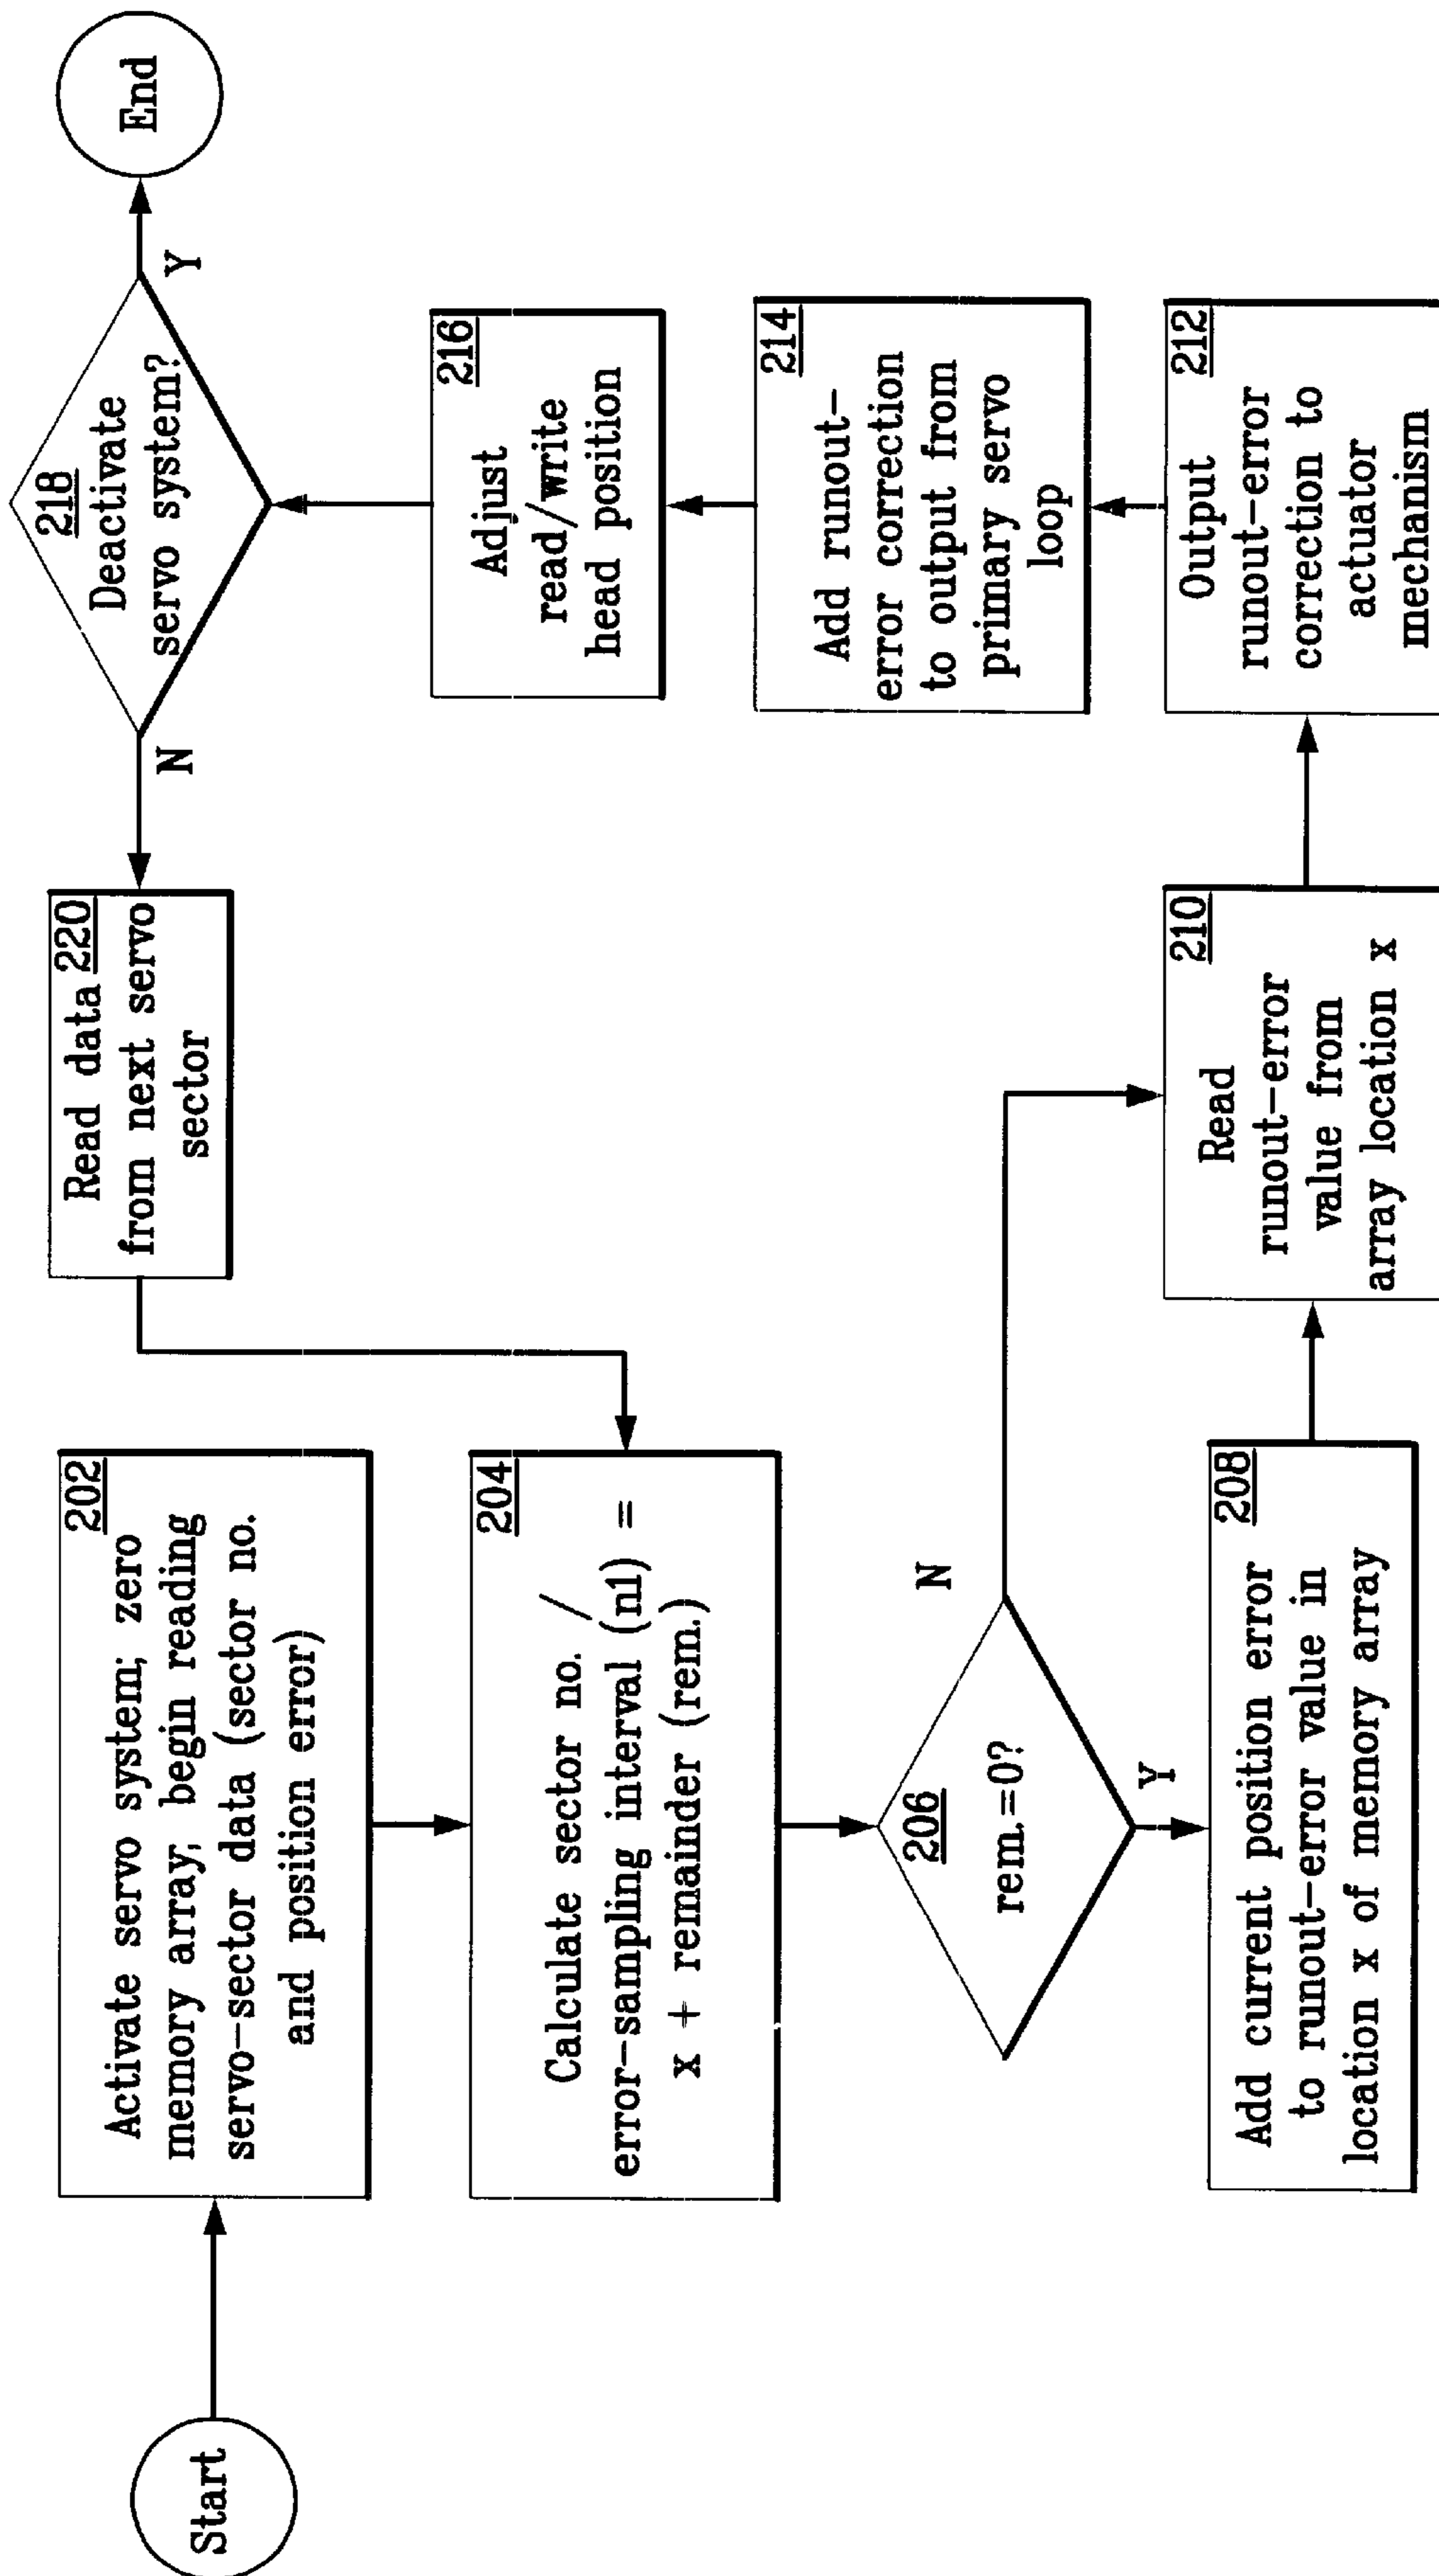 Start
202
Activate servo system; zero
memory array; begin reading
servo-sector data (sector no.
and position error)
204
Calculate sector no. /
error-sampling interval (n1) =
x + remainder (rem.)
206
rem.=0?
N
Y
208
Add current position error
to runout-error value in
location x of memory array
210
Read
runout-error
value from
array location x
212
Output
runout-error
correction to
actuator
mechanism
214
Add runout-
error correction
to output from
primary servo
loop
216
Adjust
read/write
head position
218
Deactivate
servo system?
N
Y
Read data 220
from next servo
sector
End